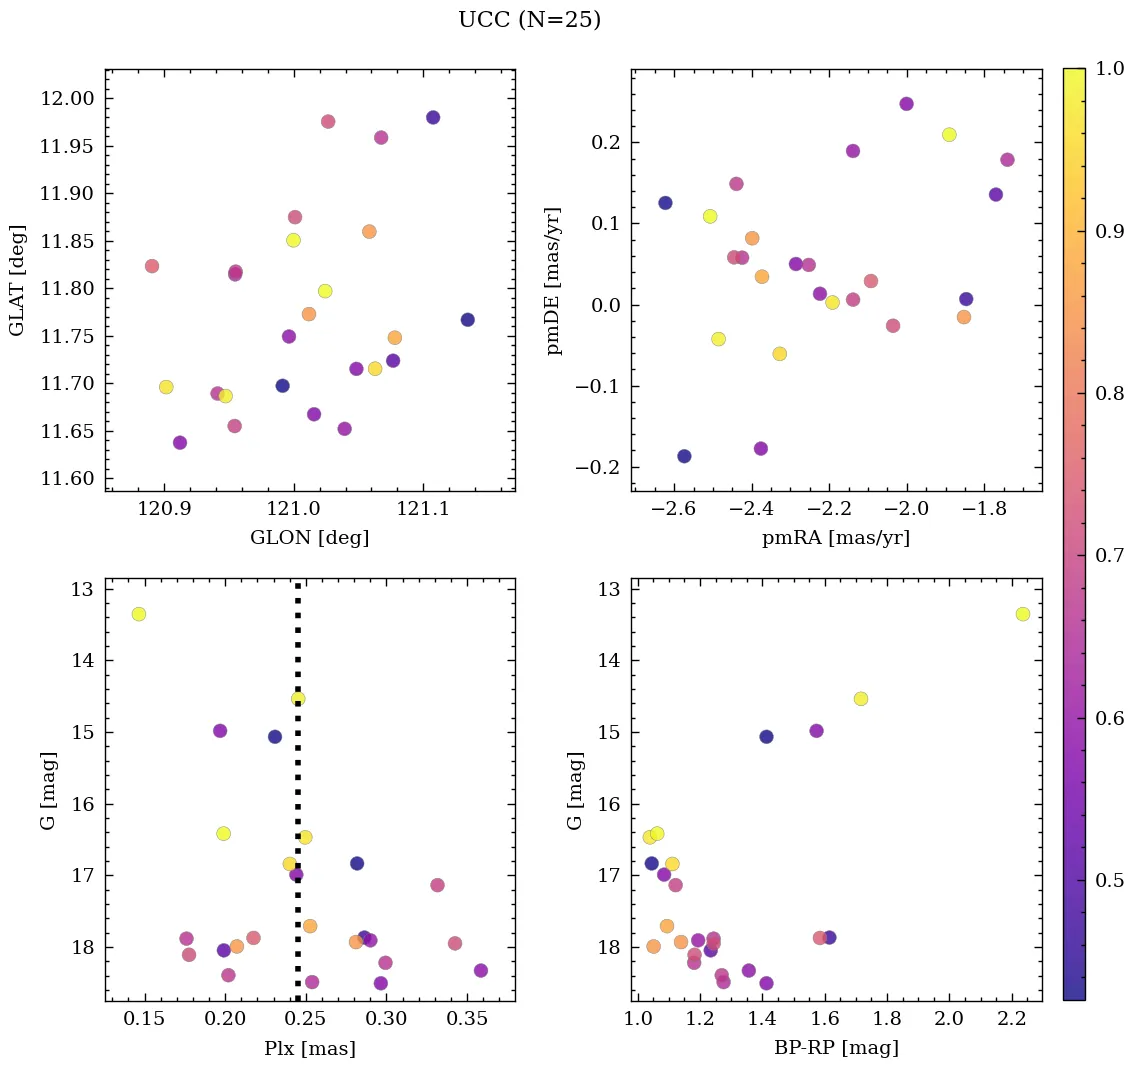 UCC (N=25)
12.00
11.95
11.90
11.85
11.80
11.75
11.70
11.65
11.60
GLAT [deg]
120.9 121.0 121.1
GLON [deg]
0.2
0.1
0.0
−0.1
−0.2
pmDE [mas/yr]
−2.6 −2.4 −2.2 −2.0 −1.8
pmRA [mas/yr]
13
14
15
16
17
18
G [mag]
0.15 0.20 0.25 0.30 0.35
Plx [mas]
13
14
15
16
17
18
G [mag]
1.0 1.2 1.4 1.6 1.8 2.0 2.2
BP-RP [mag]
1.0
0.9
0.8
0.7
0.6
0.5